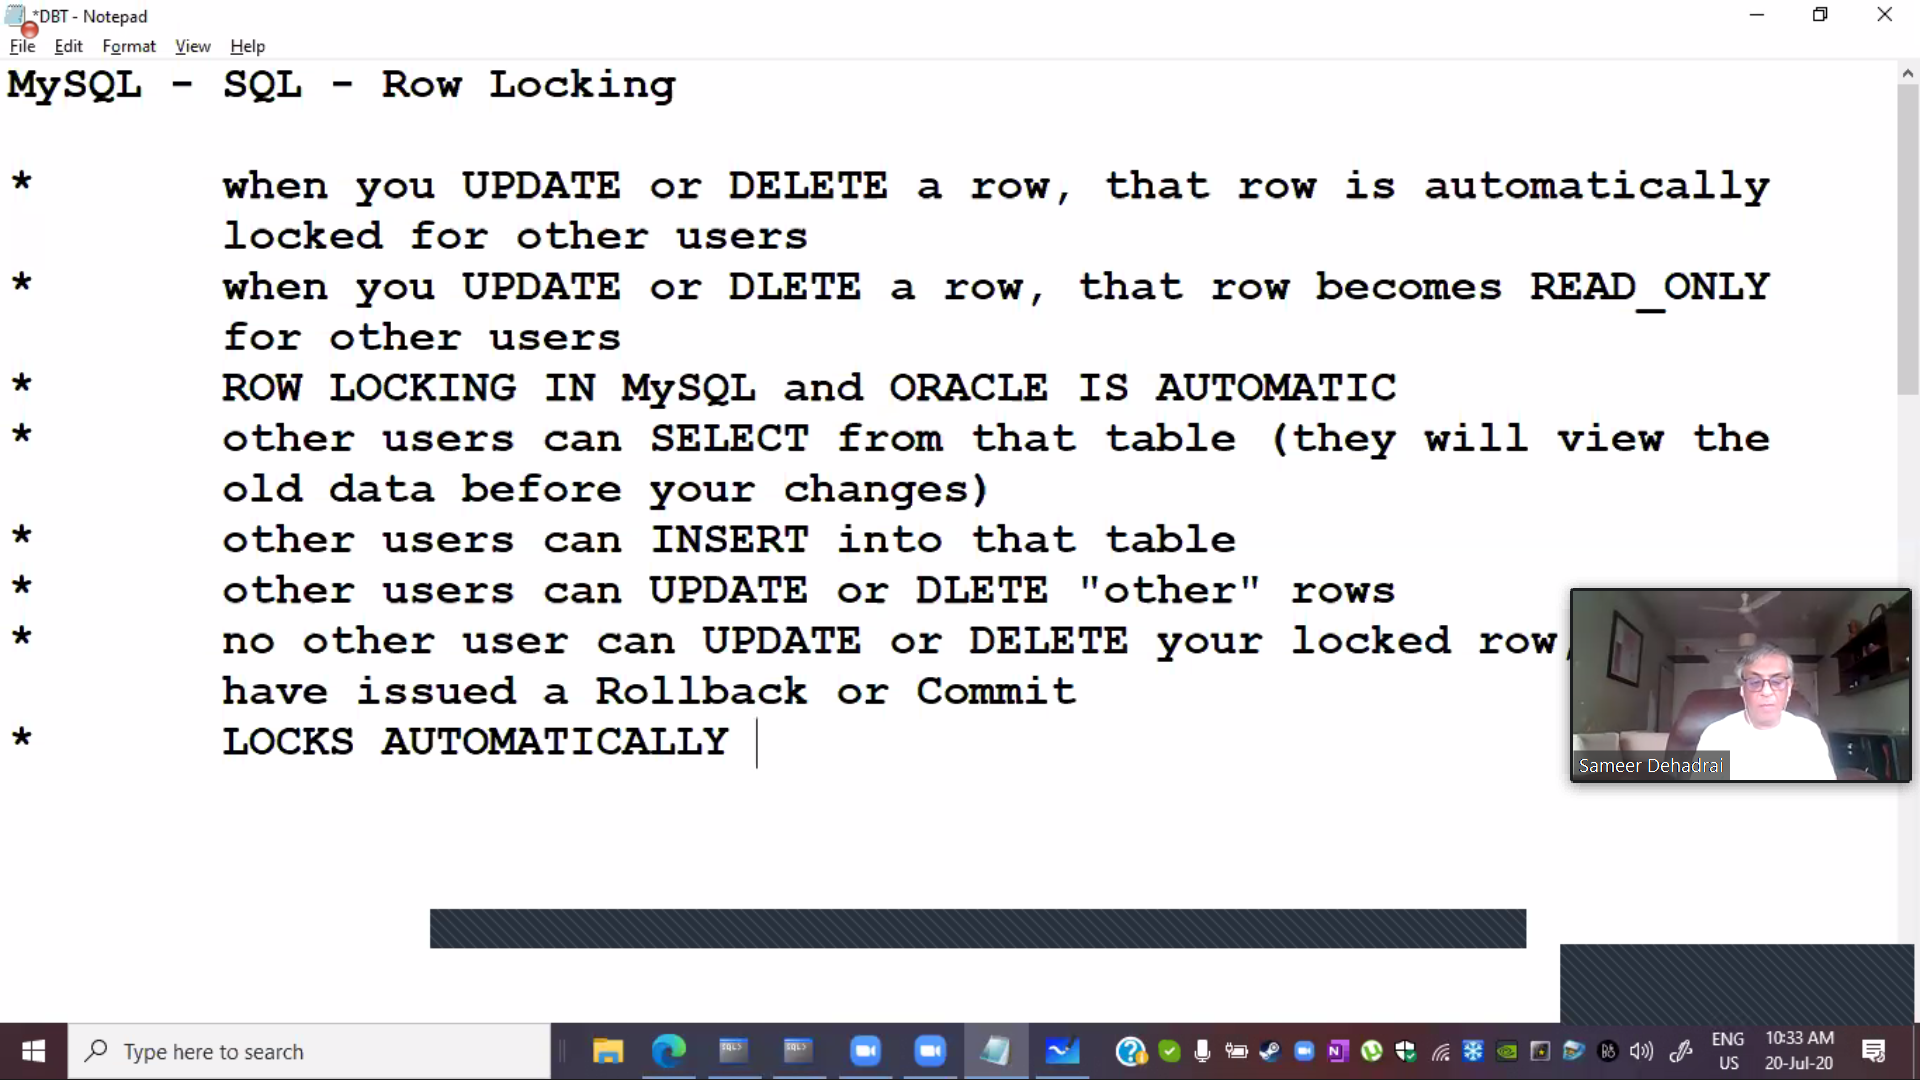 *DBT - Notepad
File Edit Format View Help
MySQL - SQL - Row Locking
* when you UPDATE or DELETE a row, that row is automatically
locked for other users
* when you UPDATE or DLETE a row, that row becomes READ_ONLY
for other users
* ROW LOCKING IN MySQL and ORACLE IS AUTOMATIC
* other users can SELECT from that table (they will view the
old data before your changes)
* other users can INSERT into that table
* other users can UPDATE or DLETE "other" rows
* no other user can UPDATE or DELETE your locked row,
have issued a Rollback or Commit
* LOCKS AUTOMATICALLY
Sameer Dehadrai
Type here to search
ENG
US
10:33 AM
20-Jul-20